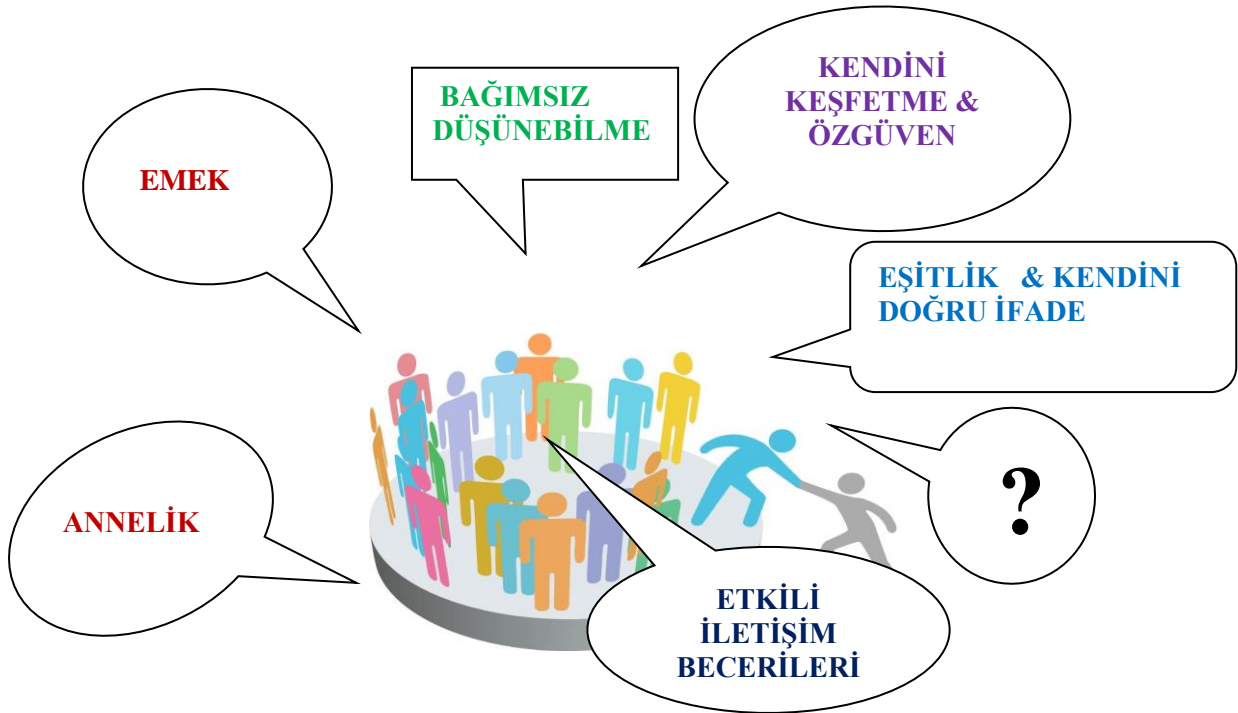 KENDİNİ
KEŞFETME &
ÖZGÜVEN
BAĞIMSIZ
DÜŞÜNEBİLME
EMEK
EŞİTLİK & KENDİNİ
DOĞRU İFADE
?
ANNELİK
ETKİLİ
İLETİŞİM
BECERİLERİ